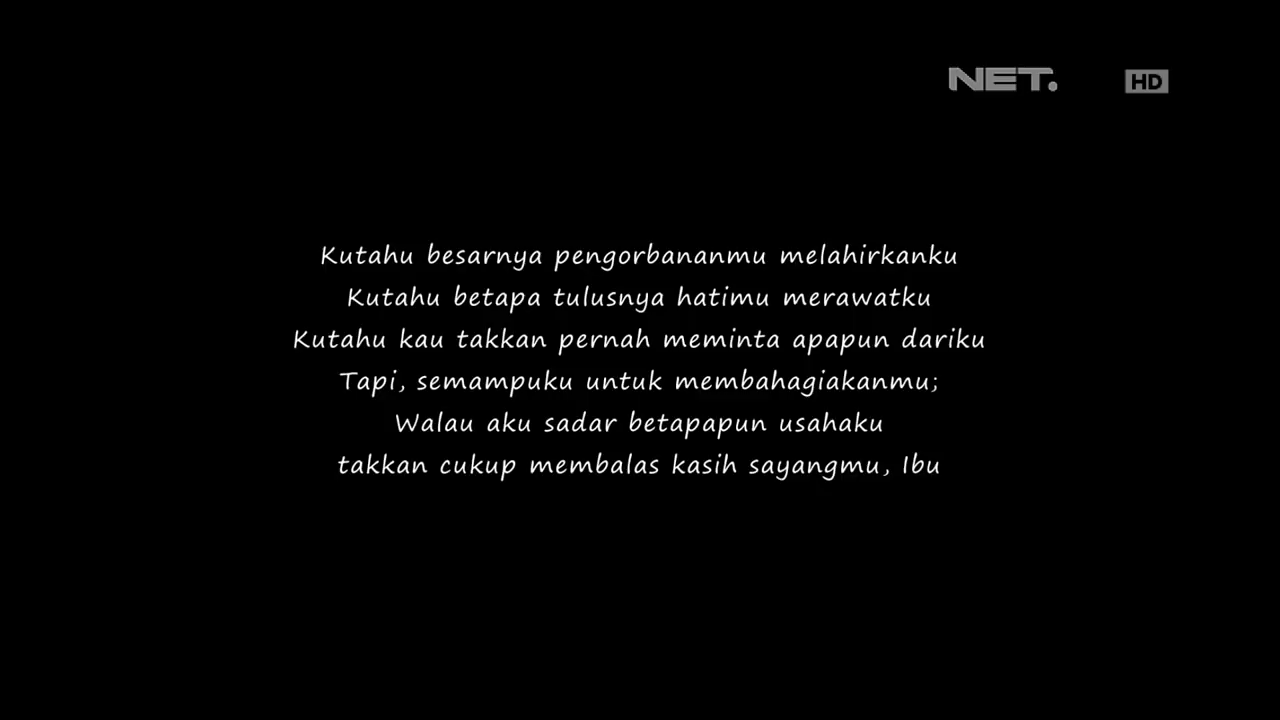 NET. HD
Kutahu besarnya pengorbananmu melahirkanku
Kutahu betapa tulusnya hatimu merawatku
Kutahu kau takkan pernah meminta apapun dariku
Tapi, semampuku untuk membahagiakanmu;
Walau aku sadar betapapun usahaku
takkan cukup membalas kasih sayangmu, Ibu